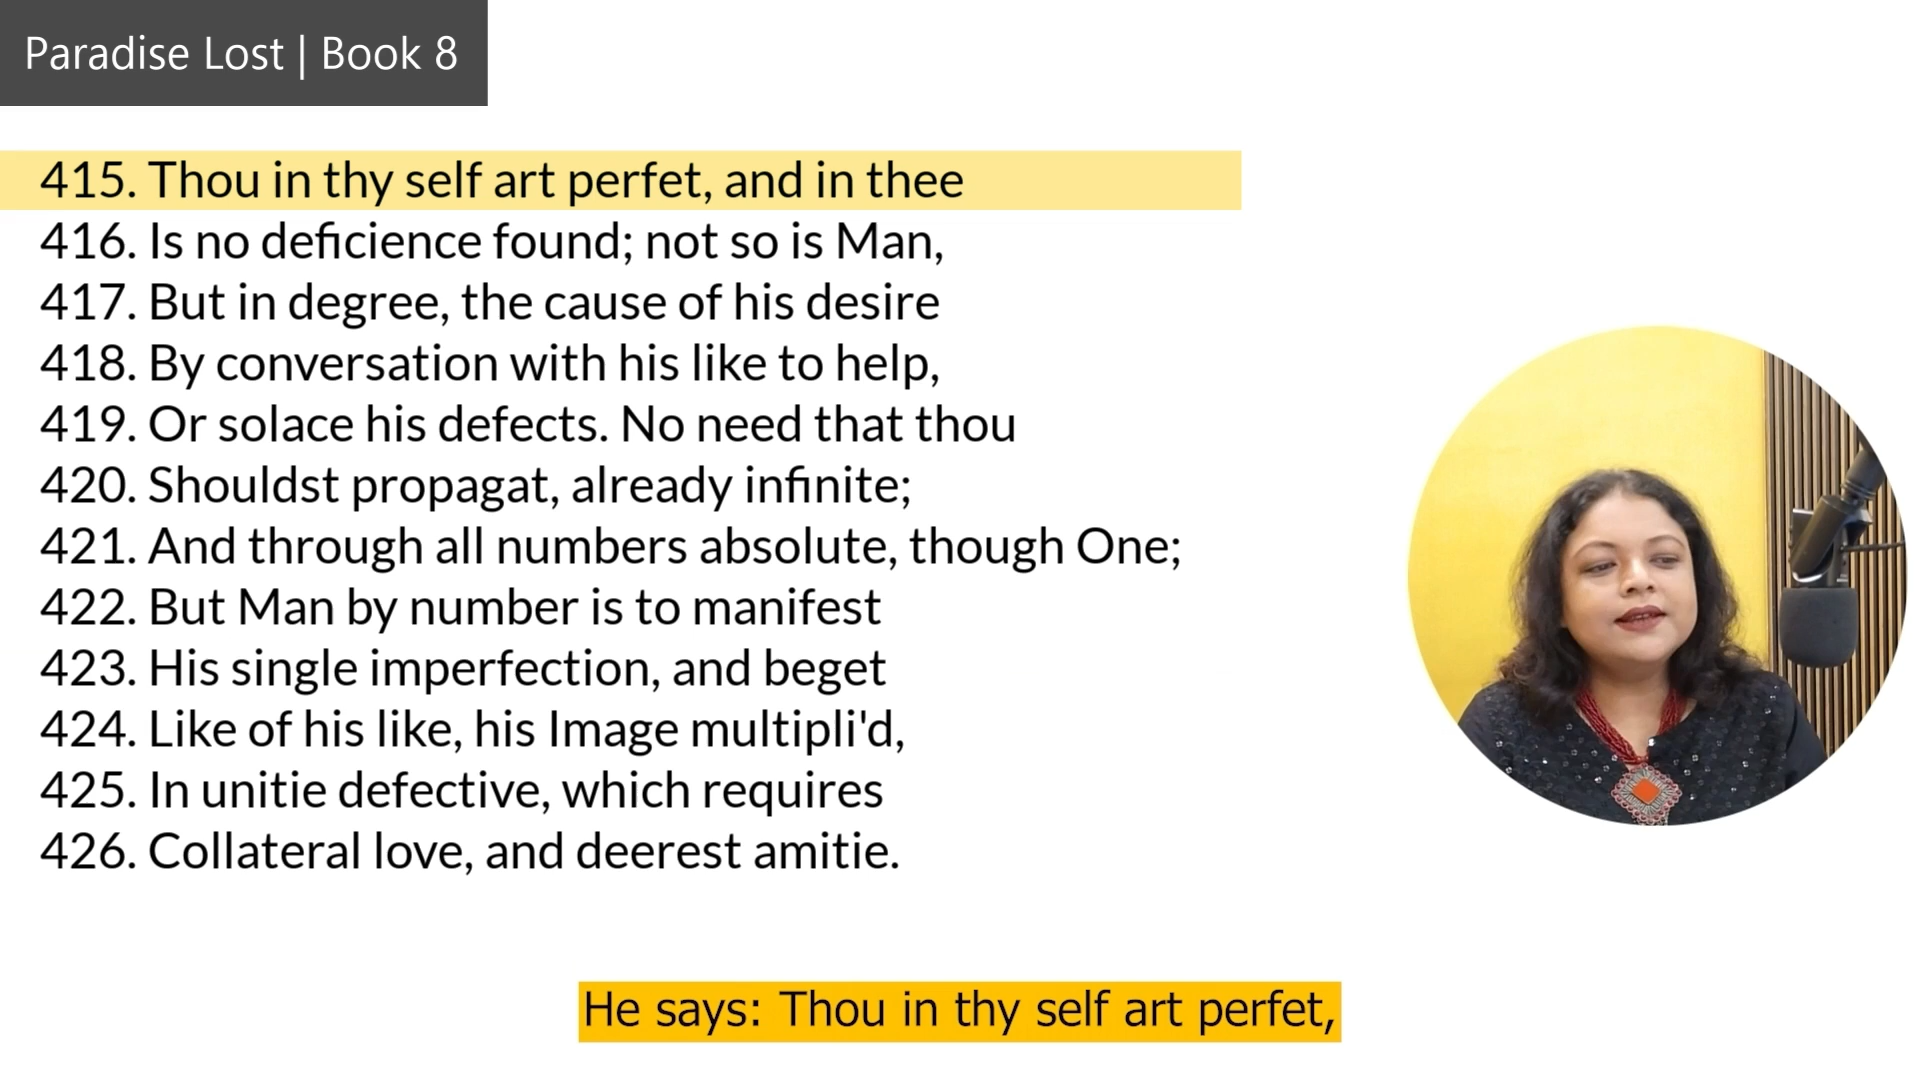 Paradise Lost | Book 8
415. Thou in thy self art perfet, and in thee
416. Is no deficience found; not so is Man,
417. But in degree, the cause of his desire
418. By conversation with his like to help,
419. Or solace his defects. No need that thou
420. Shouldst propagat, already infinite;
421. And through all numbers absolute, though One;
422. But Man by number is to manifest
423. His single imperfection, and beget
424. Like of his like, his Image multipli'd,
425. In unitie defective, which requires
426. Collateral love, and deerest amitie.
He says: Thou in thy self art perfet,